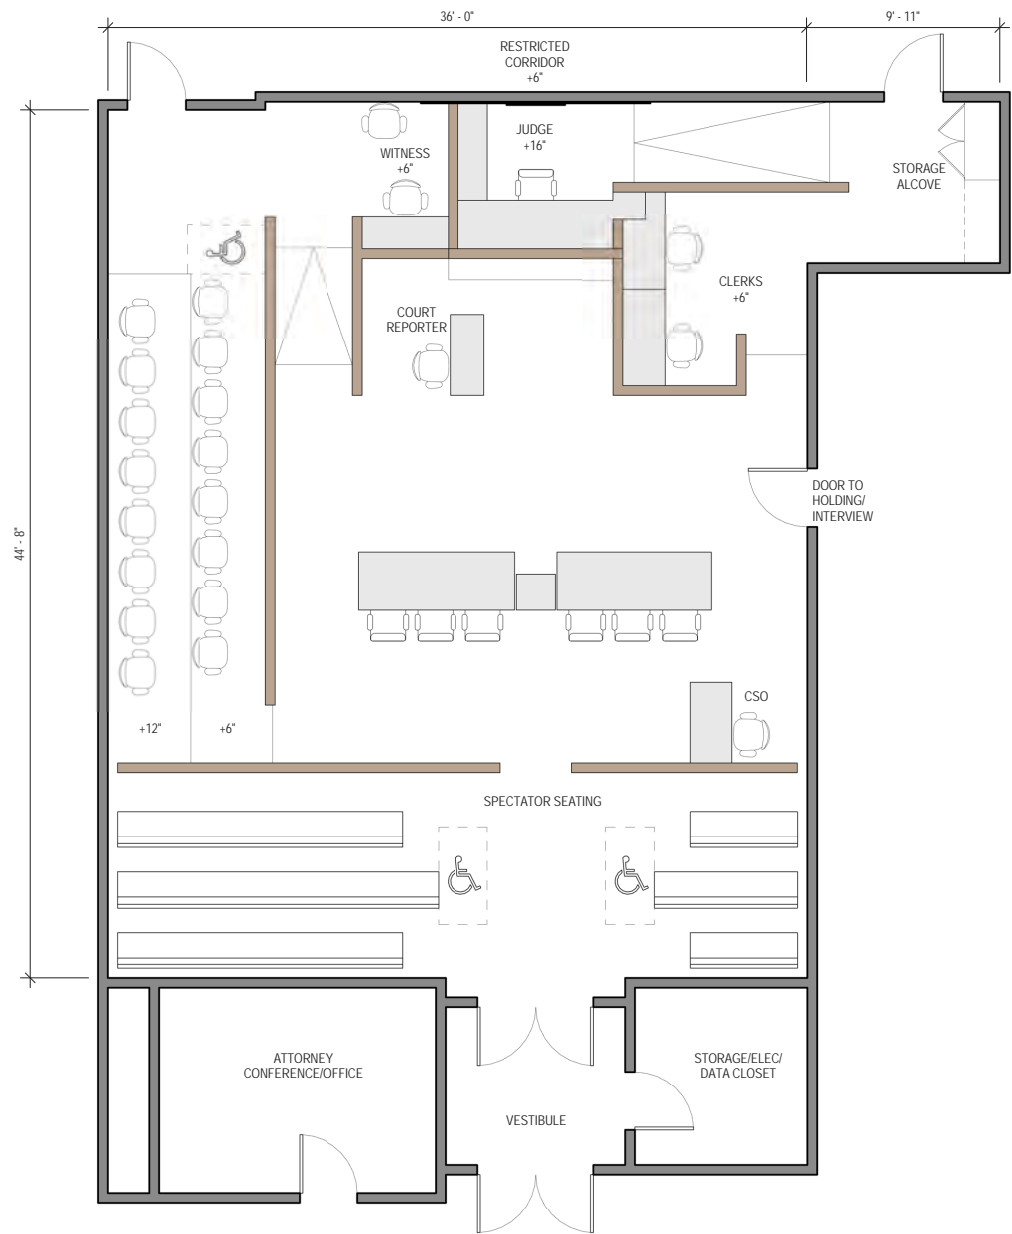 36' - 0"
9' - 11"
RESTRICTED
CORRIDOR
+6"
JUDGE
+16"
WITNESS
+6"
STORAGE
ALCOVE
CLERKS
+6"
COURT
REPORTER
DOOR TO
HOLDING/
INTERVIEW
44' - 8"
CSO
+12"
+6"
SPECTATOR SEATING
ATTORNEY
CONFERENCE/OFFICE
STORAGE/ELEC/
DATA CLOSET
VESTIBULE